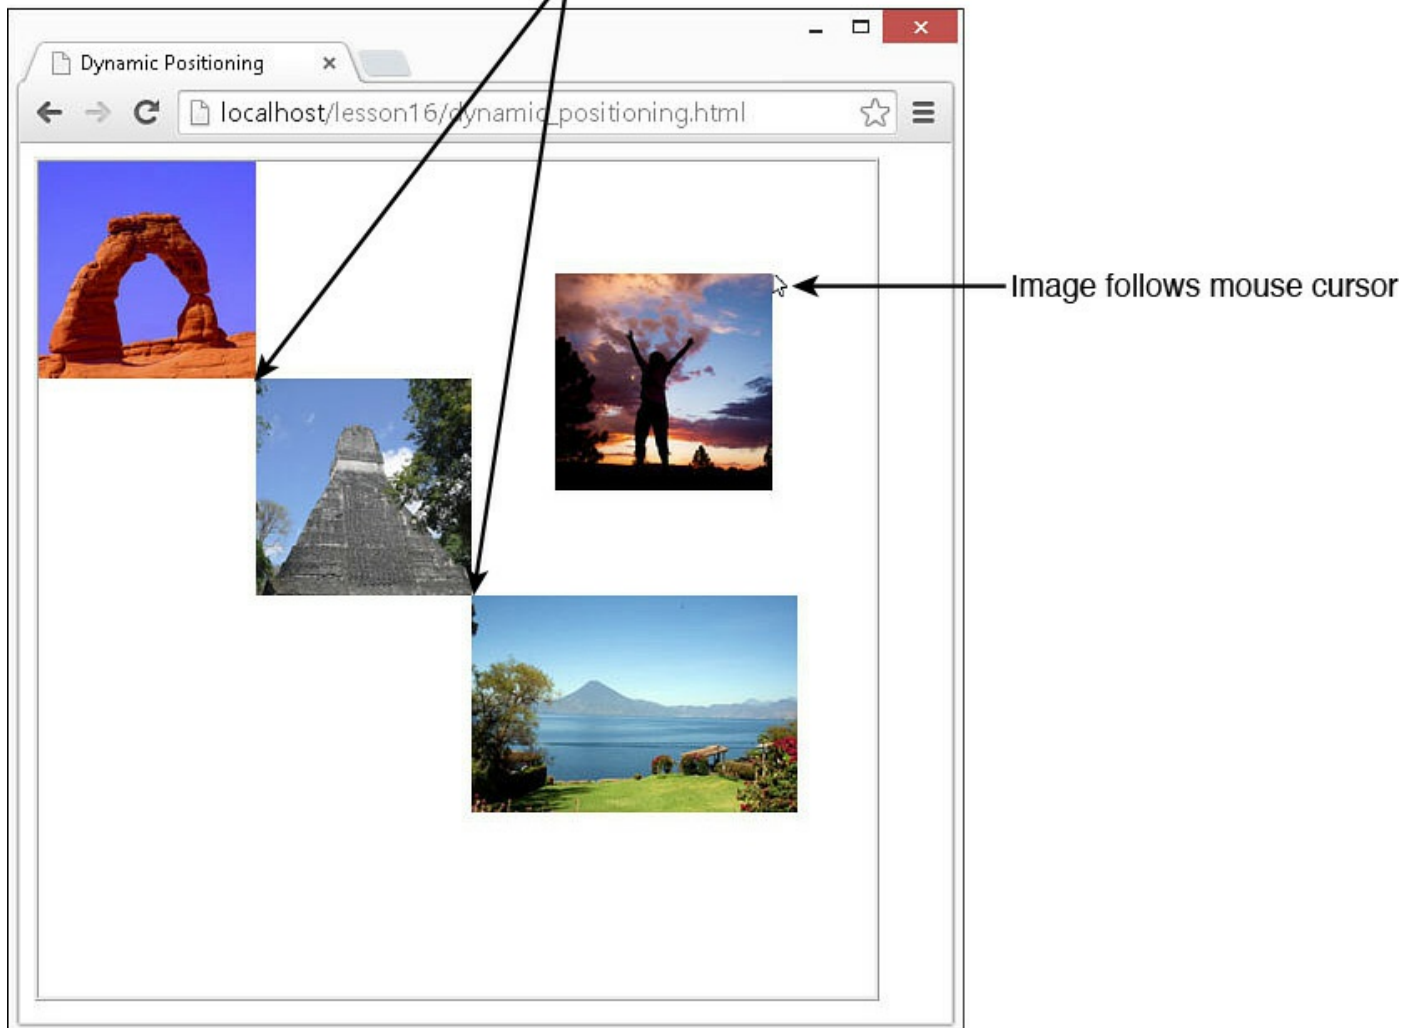 Dynamic Positioning
localhost/lesson16/dynamic_positioning.html
Image follows mouse cursor